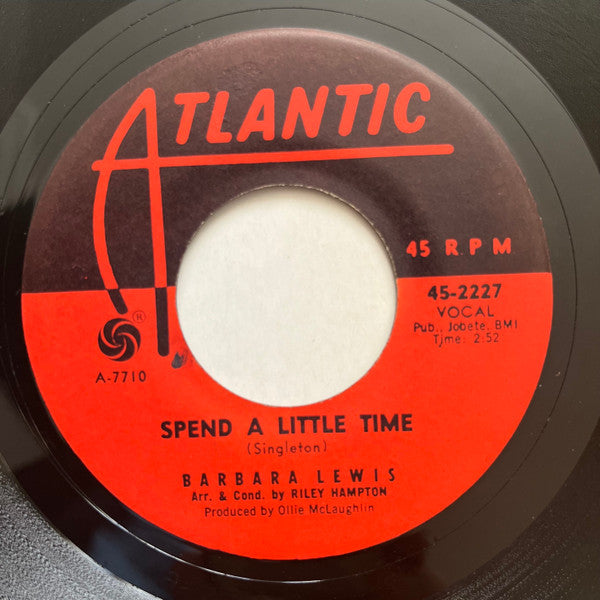 ATLANTIC
45 R.P.M
45-2227
VOCAL
Pub., Jobete, BMI
Time: 2:52
®
A-7710
SPEND A LITTLE TIME
(Singleton)
BARBARA LEWIS
Arr. & Cond. by RILEY HAMPTON
Produced by Ollie McLaughlin